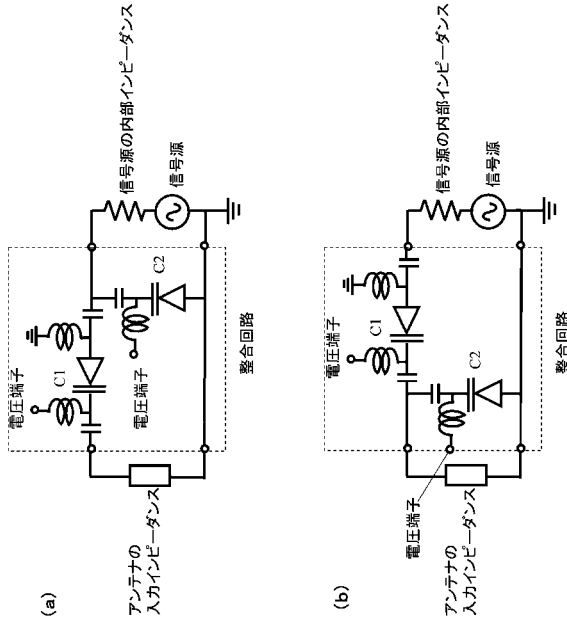 (a)
電圧端子
C1
C2
電圧端子
信号源の内部インピーダンス
信号源
アンテナの
入力インピーダンス
整合回路
(b)
電圧端子
C1
C2
電圧端子
信号源の内部インピーダンス
信号源
アンテナの
入力インピーダンス
整合回路